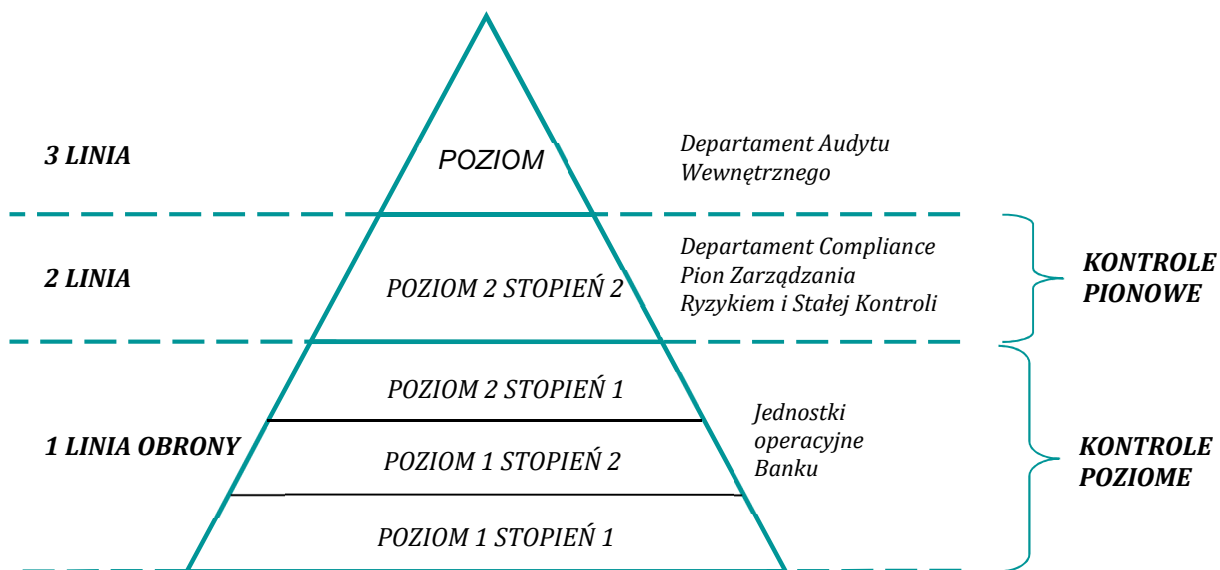 3 LINIA
POZIOM
Departament Audytu
Wewnętrznego
2 LINIA
POZIOM 2 STOPIEŃ 2
Departament Compliance
Pion Zarządzania
Ryzykiem i Stałej Kontroli
KONTROLE
PIONOWE
1 LINIA OBRONY
POZIOM 2 STOPIEŃ 1
POZIOM 1 STOPIEŃ 2
POZIOM 1 STOPIEŃ 1
Jednostki
operacyjne
Banku
KONTROLE
POZIOME